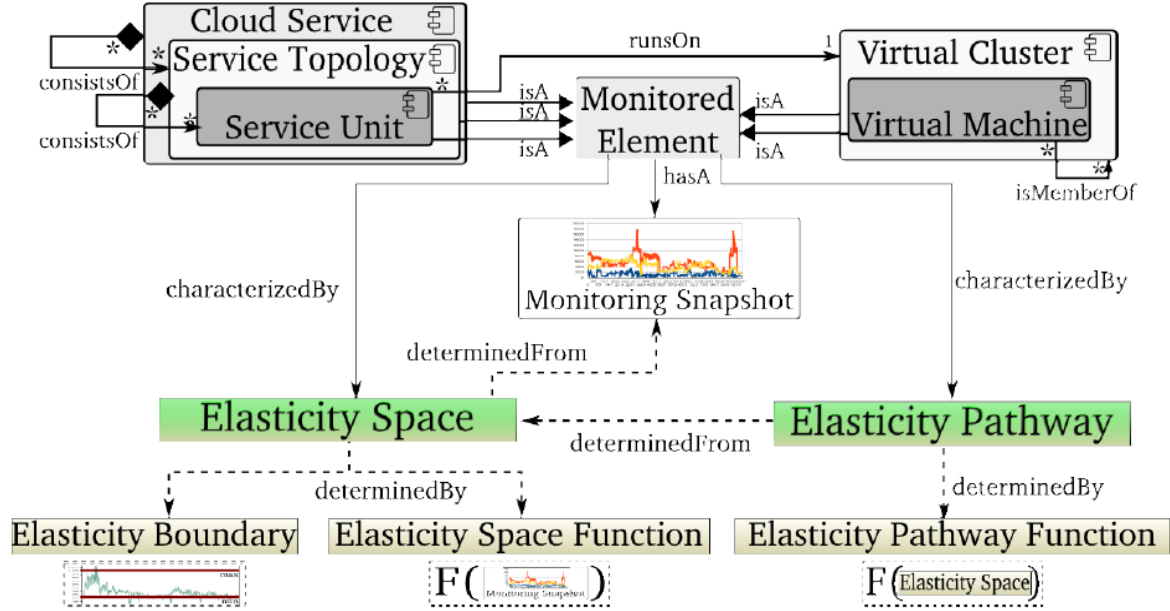 Cloud Service
*
*
Service Topology
consistsOf
*
*
*
Service Unit
consistsOf
runsOn
1
isA
isA
isA
Monitored
Element
isA
isA
Virtual Cluster
Virtual Machine
*
*
isMemberOf
hasA
characterizedBy
Monitoring Snapshot
characterizedBy
determinedFrom
Elasticity Space
determinedFrom
Elasticity Pathway
determinedBy
determinedBy
Elasticity Boundary
Elasticity Space Function
Elasticity Pathway Function
F(Monitoring Snapshot)
F(Elasticity Space)